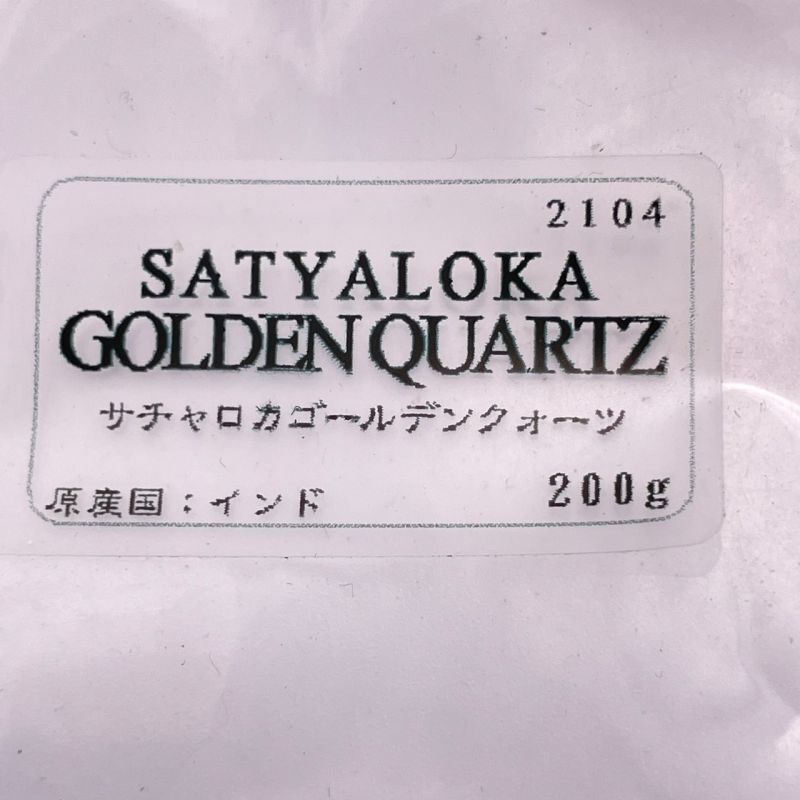 2104
SATYALOKA
GOLDEN QUARTZ
サチャロカゴールデンクォーツ
原産国：インド
200g